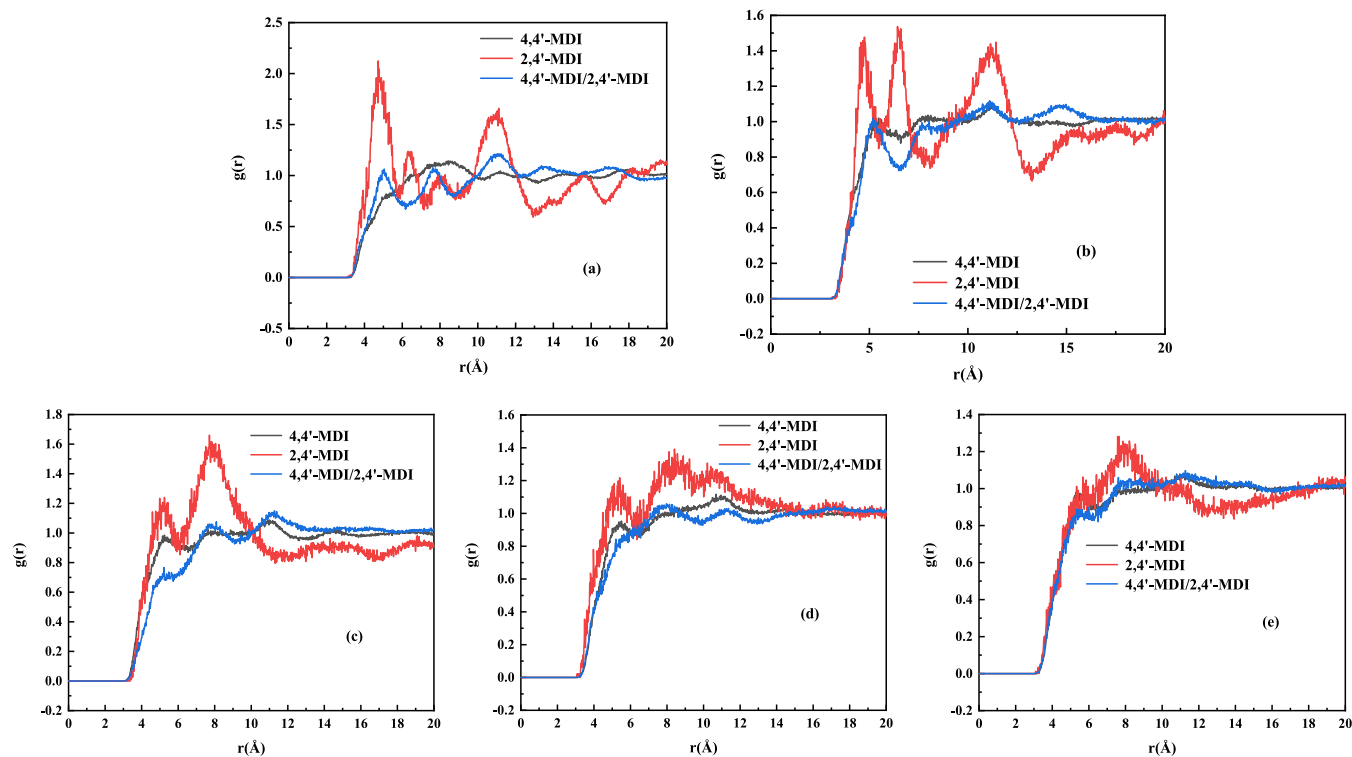 2.5
2.0
1.5
1.0
0.5
0.0
-0.5
g(r)
4,4'-MDI
2,4'-MDI
4,4'-MDI/2,4'-MDI
(a)
0 2 4 6 8 10 12 14 16 18 20
r(Å)
1.6
1.4
1.2
1.0
0.8
0.6
0.4
0.2
0.0
-0.2
g(r)
(b)
4,4'-MDI
2,4'-MDI
4,4'-MDI/2,4'-MDI
0 5 10 15 20
r(Å)
1.8
1.6
1.4
1.2
1.0
0.8
0.6
0.4
0.2
0.0
-0.2
g(r)
4,4'-MDI
2,4'-MDI
4,4'-MDI/2,4'-MDI
(c)
0 2 4 6 8 10 12 14 16 18 20
r(Å)
1.6
1.4
1.2
1.0
0.8
0.6
0.4
0.2
0.0
-0.2
g(r)
4,4'-MDI
2,4'-MDI
4,4'-MDI/2,4'-MDI
(d)
0 2 4 6 8 10 12 14 16 18 20
r(Å)
1.4
1.2
1.0
0.8
0.6
0.4
0.2
0.0
-0.2
g(r)
4,4'-MDI
2,4'-MDI
4,4'-MDI/2,4'-MDI
(e)
0 2 4 6 8 10 12 14 16 18 20
r(Å)